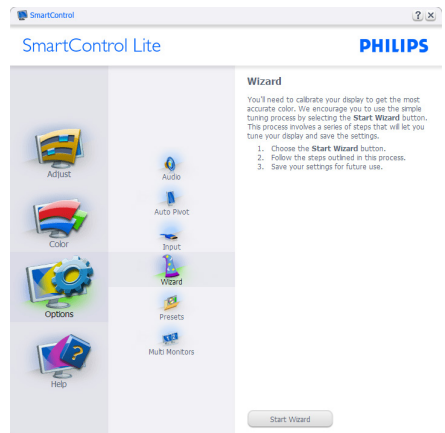 SmartControl
? ×
SmartControl Lite
PHILIPS
Adjust
Color
Options
Help
Audio
Auto Pivot
Input
Wizard
Presets
Multi Monitors
Wizard
You'll need to calibrate your display to get the most
accurate color. We encourage you to use the simple
tuning process by selecting the Start Wizard button.
This process involves a series of steps that will let you
tune your display and save the settings.
1. Choose the Start Wizard button.
2. Follow the steps outlined in this process.
3. Save your settings for future use.
Start Wizard